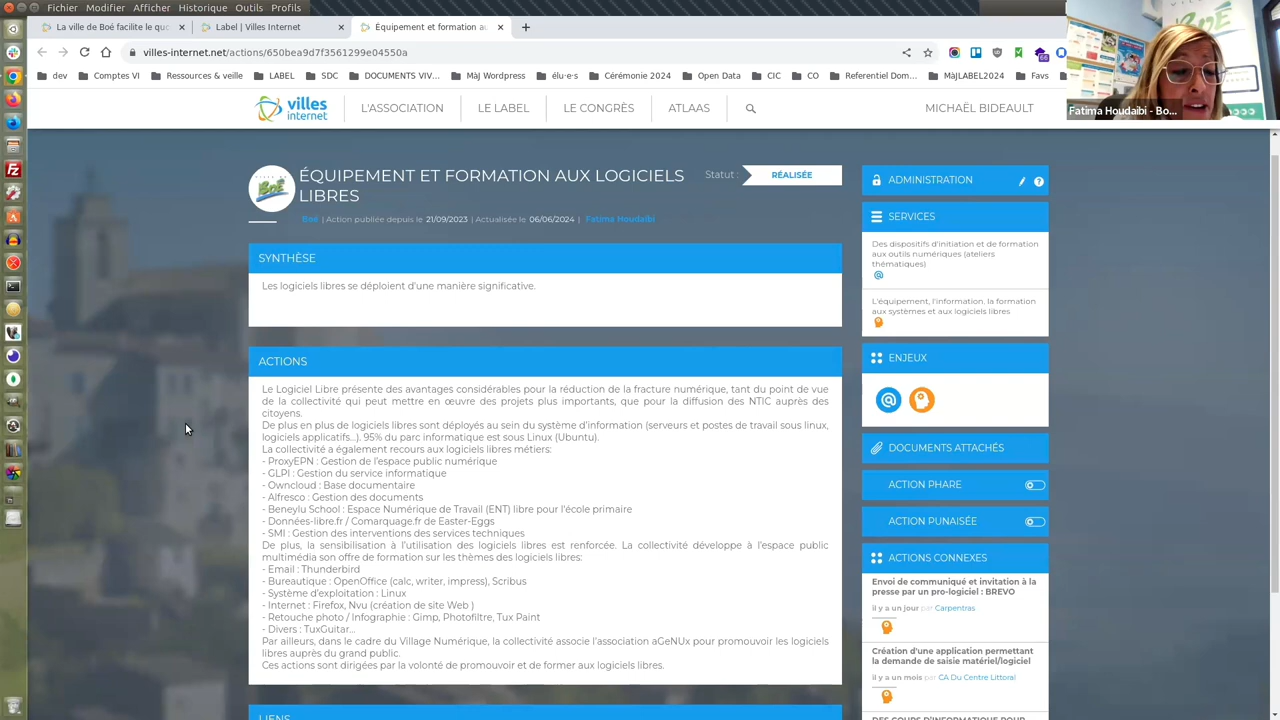 Fichier Modifier Afficher Historique Outils Profils
La ville de Boé facilite le quo
Label | Villes Internet
Équipement et formation au
villes-internet.net/actions/650bea9d7f3561299e04550a
dev Comptes VI Ressources & veille LABEL SDC DOCUMENTS VIV... MàJ Wordpress élu·e·s Cérémonie 2024 Open Data CIC CO Referentiel Dom... MàJLABEL2024 Favs
villes internet
L'ASSOCIATION LE LABEL LE CONGRÈS ATLAAS MICHAËL BIDEAULT
BOÉ
Fatima Houdaibi - Bo...
VILLE DE
BOÉ
ÉQUIPEMENT ET FORMATION AUX LOGICIELS
LIBRES
Statut : RÉALISÉE
Boé | Action publiée depuis le 21/09/2023 | Actualisée le 06/06/2024 | Fatima Houdaibi
SYNTHÈSE
Les logiciels libres se déploient d'une manière significative.
ACTIONS
Le Logiciel Libre présente des avantages considérables pour la réduction de la fracture numérique, tant du point de vue
de la collectivité qui peut mettre en œuvre des projets plus importants, que pour la diffusion des NTIC auprès des
citoyens.
De plus en plus de logiciels libres sont déployés au sein du système d'information (serveurs et postes de travail sous linux,
logiciels applicatifs...). 95% du parc informatique est sous Linux (Ubuntu).
La collectivité a également recours aux logiciels libres métiers:
- ProxyEPN : Gestion de l'espace public numérique
- GLPI : Gestion du service informatique
- Owncloud : Base documentaire
- Alfresco : Gestion des documents
- Beneylu School : Espace Numérique de Travail (ENT) libre pour l'école primaire
- Données-libre.fr / Comarquage.fr de Easter-Eggs
- SMI : Gestion des interventions des services techniques
De plus, la sensibilisation à l'utilisation des logiciels libres est renforcée. La collectivité développe à l'espace public
multimédia son offre de formation sur les thèmes des logiciels libres:
- Email : Thunderbird
- Bureautique : OpenOffice (calc, writer, impress), Scribus
- Système d'exploitation : Linux
- Internet : Firefox, Nvu (création de site Web )
- Retouche photo / Infographie : Gimp, Photofiltre, Tux Paint
- Divers : TuxGuitar...
Par ailleurs, dans le cadre du Village Numérique, la collectivité associe l'association aGeNUx pour promouvoir les logiciels
libres auprès du grand public.
Ces actions sont dirigées par la volonté de promouvoir et de former aux logiciels libres.
LIENS
ADMINISTRATION
SERVICES
Des dispositifs d'initiation et de formation
aux outils numériques (ateliers
thématiques)
L'équipement, l'information, la formation
aux systèmes et aux logiciels libres
ENJEUX
DOCUMENTS ATTACHÉS
ACTION PHARE
ACTION PUNAISÉE
ACTIONS CONNEXES
Envoi de communiqué et invitation à la
presse par un pro-logiciel : BREVO
il y a un jour par Carpentras
Création d'une application permettant
la demande de saisie matériel/logiciel
il y a un mois par CA Du Centre Littoral
DES COURS D'INFORMATIQUE POUR